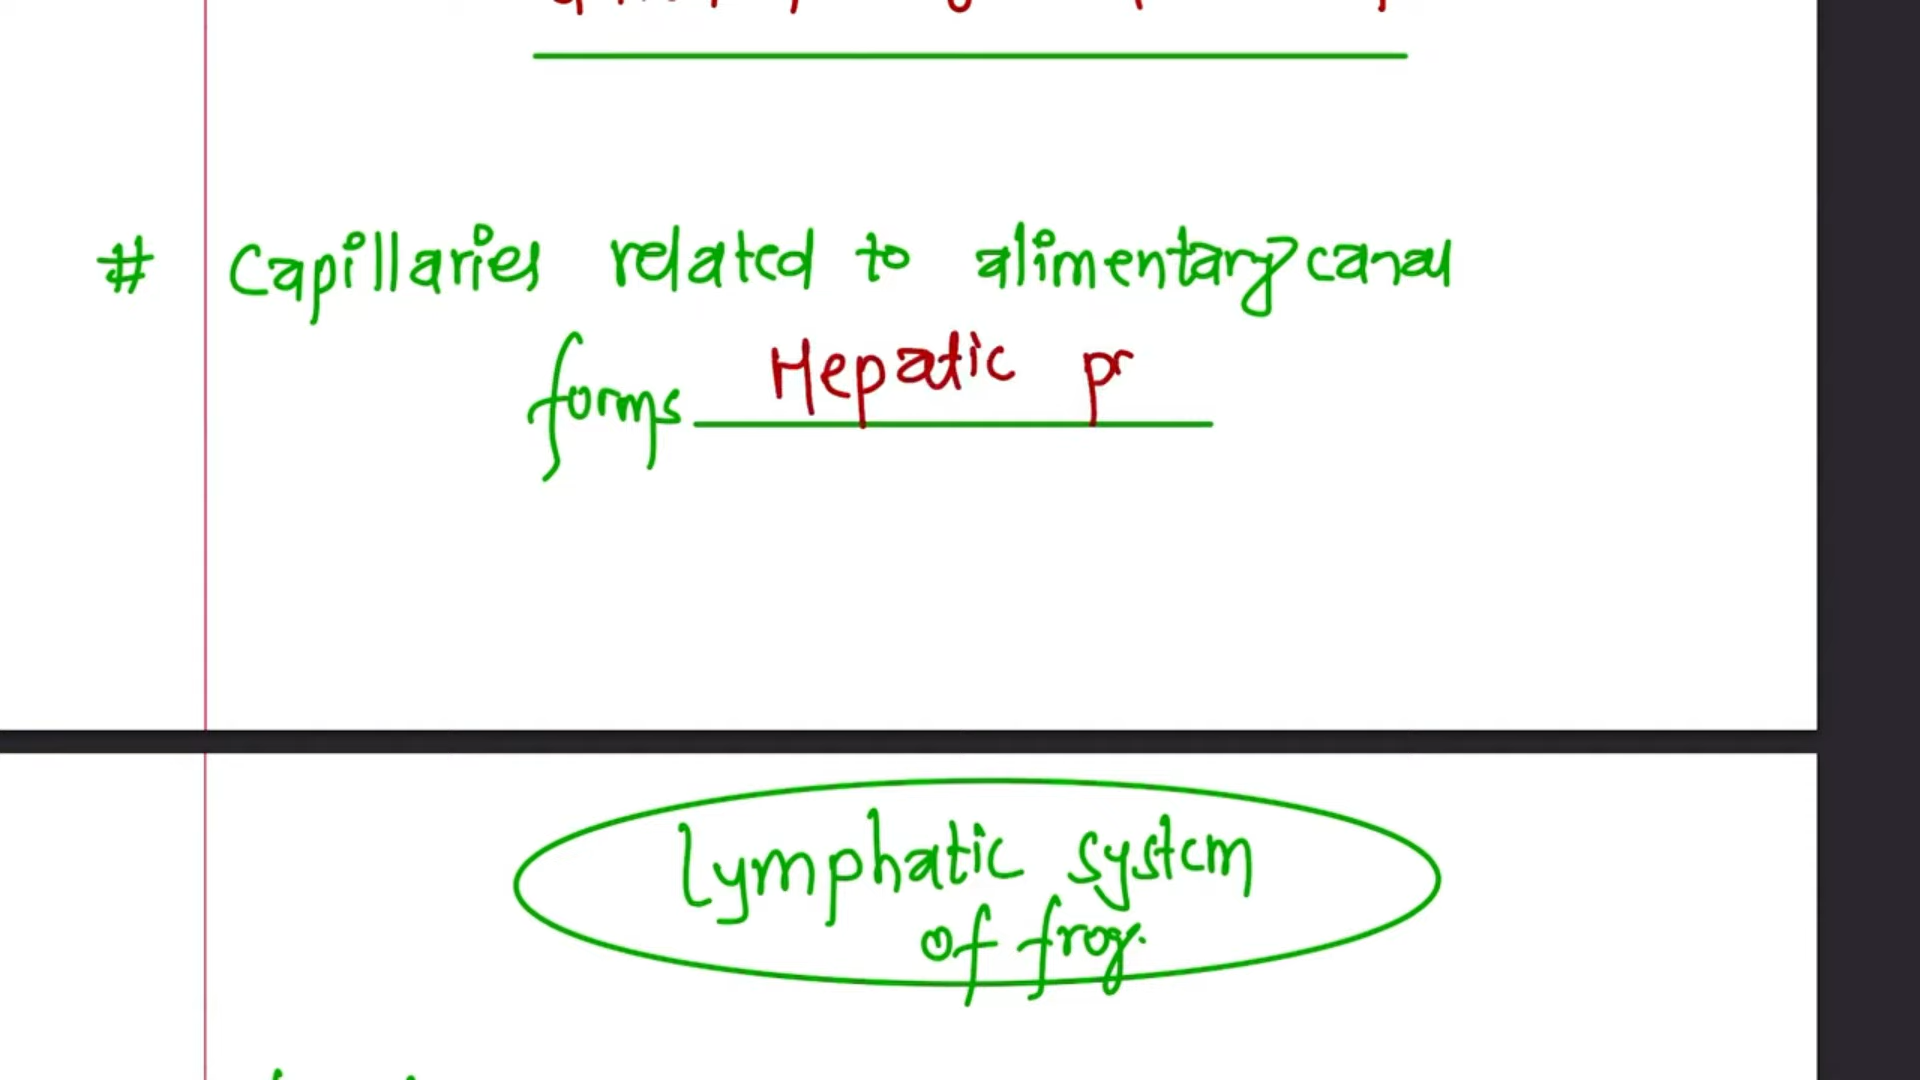 # Capillaries related to alimentary canal
forms Hepatic pr
Lymphatic system
of frog.